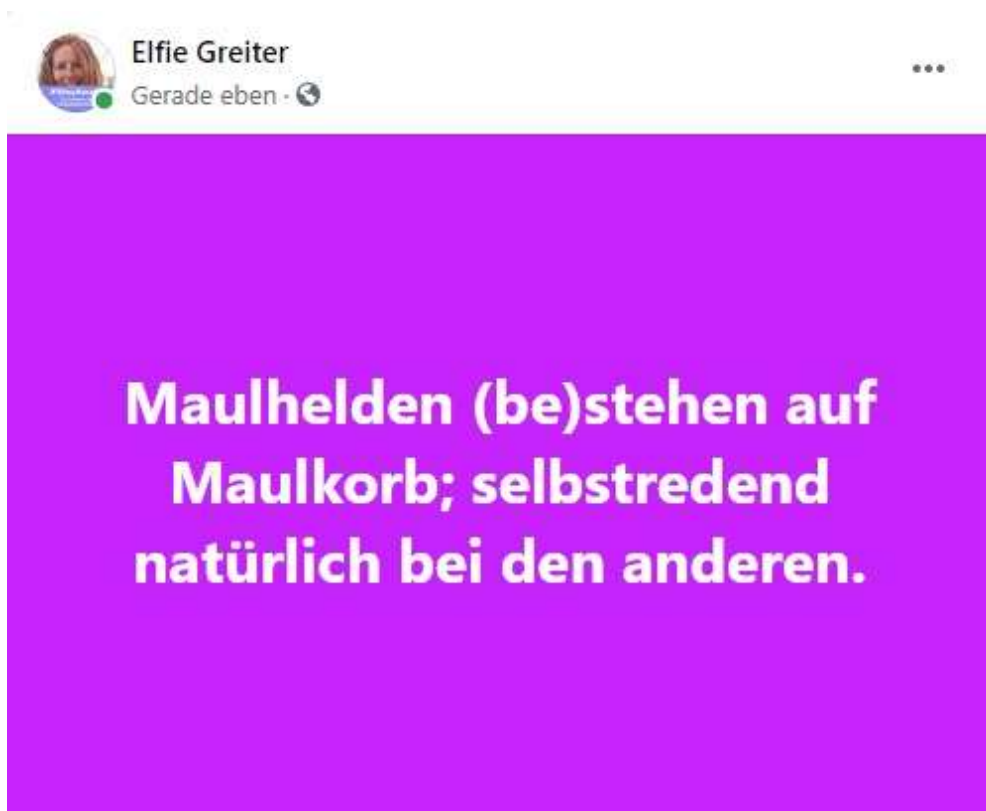 Elfie Greiter
Gerade eben ·
Maulhelden (be)stehen auf
Maulkorb; selbstredend
natürlich bei den anderen.